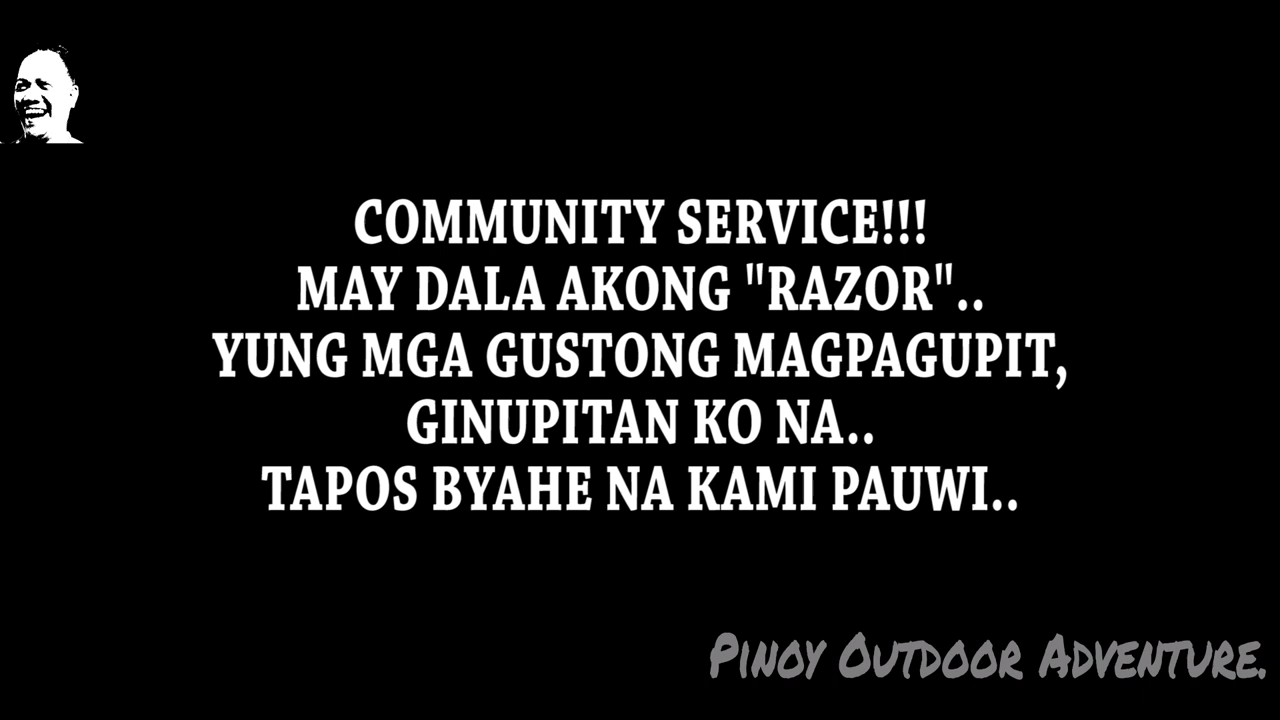 COMMUNITY SERVICE!!!
MAY DALA AKONG "RAZOR"..
YUNG MGA GUSTONG MAGPAGUPIT,
GINUPITAN KO NA..
TAPOS BYAHE NA KAMI PAUWI..
PINOY OUTDOOR ADVENTURE.